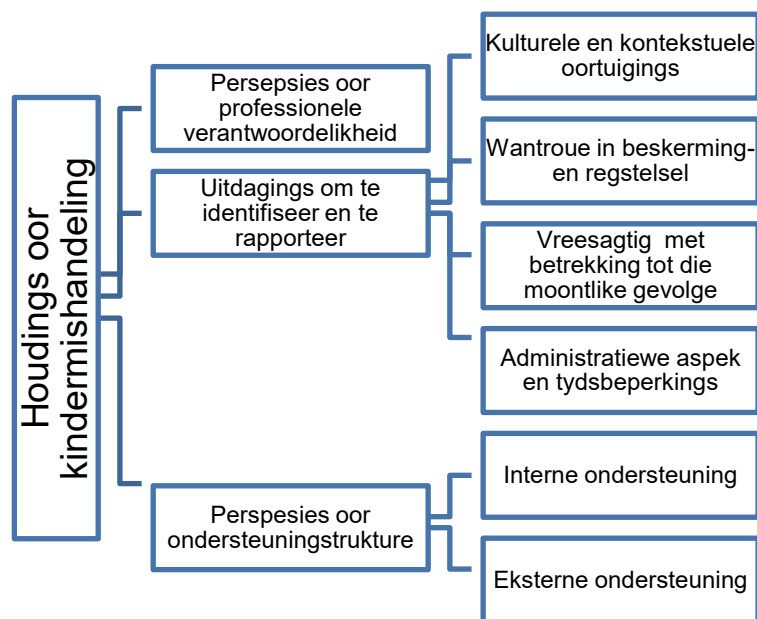 Houdings oor
kindermishandeling
Persepsies oor
professionele
verantwoordelikheid
Uitdagings om te
identifiseer en te
rapporteer
Perspesies oor
ondersteuningstrukture
Kulturele en kontekstuele
oortuigings
Wantroue in beskerming-
en regstelsel
Vreesagtig met
betrekking tot die
moontlike gevolge
Administratiewe aspek
en tydsbeperkings
Interne ondersteuning
Eksterne ondersteuning